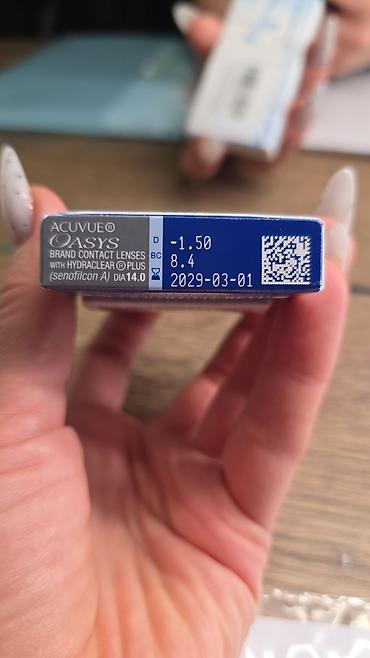 ACUVUE®
OASYS
BRAND CONTACT LENSES
WITH HYDRACLEAR® PLUS
(senofilcon A) DIA14.0
D -1.50
BC 8.4
2029-03-01